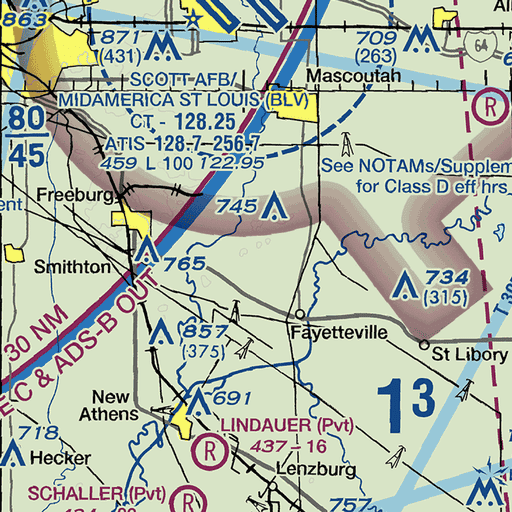 863
871
(431)
709
(263)
64
Mascoutah
SCOTT AFB/
MIDAMERICA ST LOUIS (BLV)
CT - 128.25
ATIS 128.7 256.7
459 L 100 122.95
R
80
45
See NOTAMs/Supplem
for Class D eff hrs
Freeburg
745
ent.
765
Smithton
734
(315)
30 NM
E C & ADS-B OUT
857
(375)
Fayetteville
St Libory
New
Athens
691
13
718
Hecker
LINDAUER (Pvt)
R
437 - 16
Lenzburg
SCHALLER (Pvt)
R
757